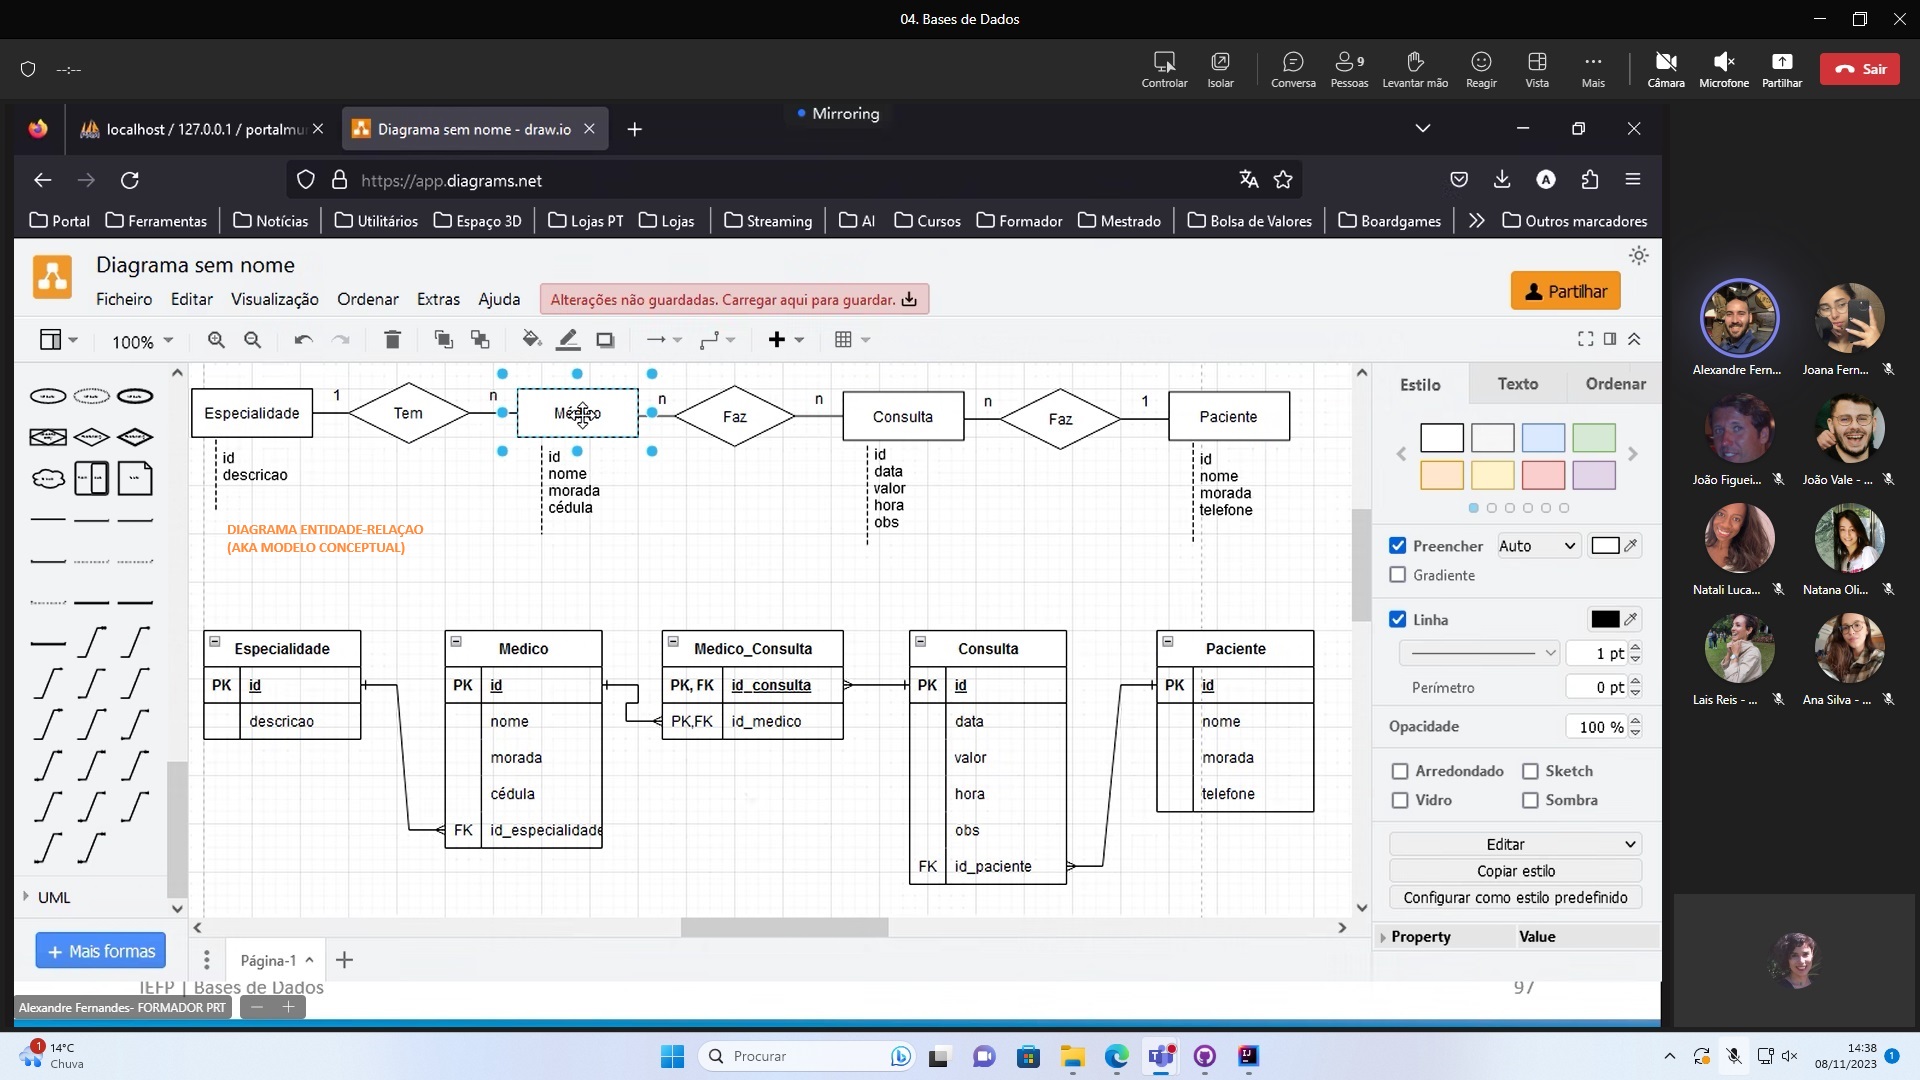 04. Bases de Dados
--:--
Controlar
Isolar
Conversa
9
Pessoas
Levantar mão
Reagir
Vista
Mais
Câmara
Microfone
Partilhar
Sair
localhost / 127.0.0.1 / portalmu
Diagrama sem nome - draw.io
Mirroring
https://app.diagrams.net
A
Portal
Ferramentas
Notícias
Utilitários
Espaço 3D
Lojas PT
Lojas
Streaming
AI
Cursos
Formador
Mestrado
Bolsa de Valores
Boardgames
Outros marcadores
Diagrama sem nome
Ficheiro
Editar
Visualização
Ordenar
Extras
Ajuda
Alterações não guardadas. Carregar aqui para guardar.
Partilhar
100%
Especialidade
1
Tem
n
Médico
n
Faz
n
Consulta
n
Faz
1
Paciente
id
descricao
id
nome
morada
cédula
id
data
valor
hora
obs
id
nome
morada
telefone
DIAGRAMA ENTIDADE-RELAÇAO
(AKA MODELO CONCEPTUAL)
Especialidade
PK id
descricao
Medico
PK id
nome
morada
cédula
FK id_especialidade
Medico_Consulta
PK, FK id_consulta
PK,FK id_medico
Consulta
PK id
data
valor
hora
obs
FK id_paciente
Paciente
PK id
nome
morada
telefone
UML
+ Mais formas
Página-1
Estilo
Texto
Ordenar
Preencher
Auto
Gradiente
Linha
1 pt
Perímetro
0 pt
Opacidade
100 %
Arredondado
Sketch
Vidro
Sombra
Editar
Copiar estilo
Configurar como estilo predefinido
Property
Value
IEFP | Bases de Dados
97
Alexandre Fernandes- FORMADOR PRT
Alexandre Fern...
Joana Fern...
João Figuei...
João Vale - ...
Natali Luca...
Natana Oli...
Lais Reis - ...
Ana Silva - ...
1
14°C
Chuva
Procurar
14:38
08/11/2023
1